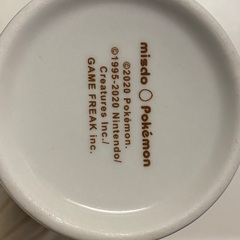 misdo Pokémon
©2020 Pokémon.
©1995-2020 Nintendo/
Creatures Inc./
GAME FREAK inc.